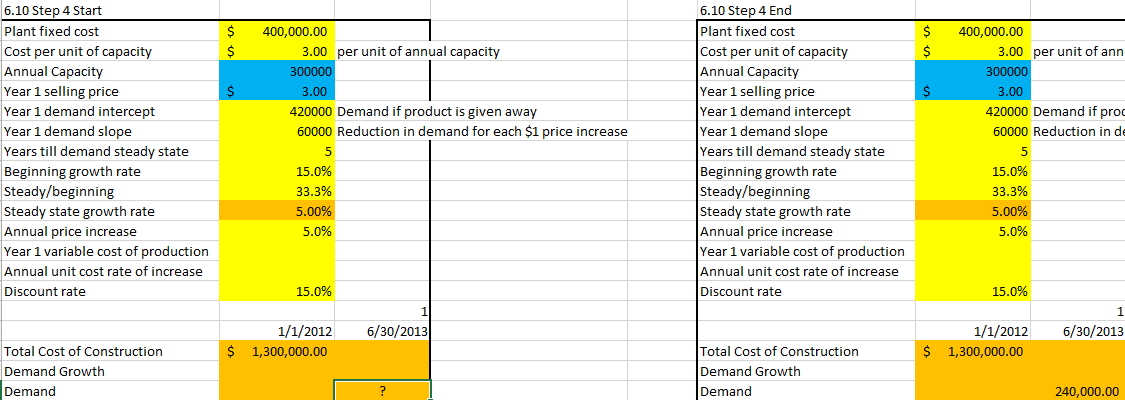 6.10 Step 4 Start 6.10 Step 4 End
Plant fixed cost $ 400,000.00 Plant fixed cost $ 400,000.00
Cost per unit of capacity $ 3.00 per unit of annual capacity Cost per unit of capacity $ 3.00 per unit of ann
Annual Capacity 300000 Annual Capacity 300000
Year 1 selling price $ 3.00 Year 1 selling price $ 3.00
Year 1 demand intercept 420000 Demand if product is given away Year 1 demand intercept 420000 Demand if proc
Year 1 demand slope 60000 Reduction in demand for each $1 price increase Year 1 demand slope 60000 Reduction in de
Years till demand steady state 5 Years till demand steady state 5
Beginning growth rate 15.0% Beginning growth rate 15.0%
Steady/beginning 33.3% Steady/beginning 33.3%
Steady state growth rate 5.00% Steady state growth rate 5.00%
Annual price increase 5.0% Annual price increase 5.0%
Year 1 variable cost of production Year 1 variable cost of production
Annual unit cost rate of increase Annual unit cost rate of increase
Discount rate 15.0% Discount rate 15.0%
1 1
1/1/2012 6/30/2013 1/1/2012 6/30/2013
Total Cost of Construction $ 1,300,000.00 Total Cost of Construction $ 1,300,000.00
Demand Growth Demand Growth
Demand ? Demand 240,000.00